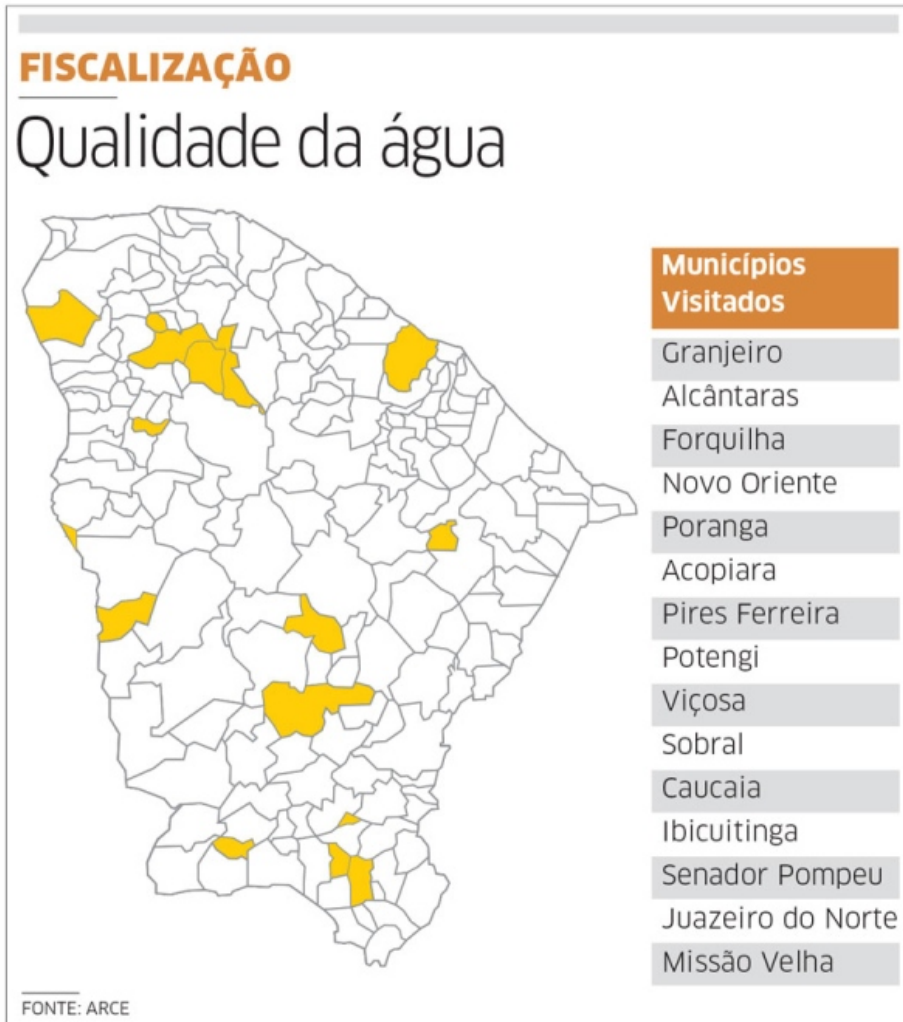 FISCALIZAÇÃO
Qualidade da água
Municípios
Visitados
Granjeiro
Alcântaras
Forquilha
Novo Oriente
Poranga
Acopiara
Pires Ferreira
Potengi
Viçosa
Sobral
Caucaia
Ibicuitinga
Senador Pompeu
Juazeiro do Norte
Missão Velha
FONTE: ARCE